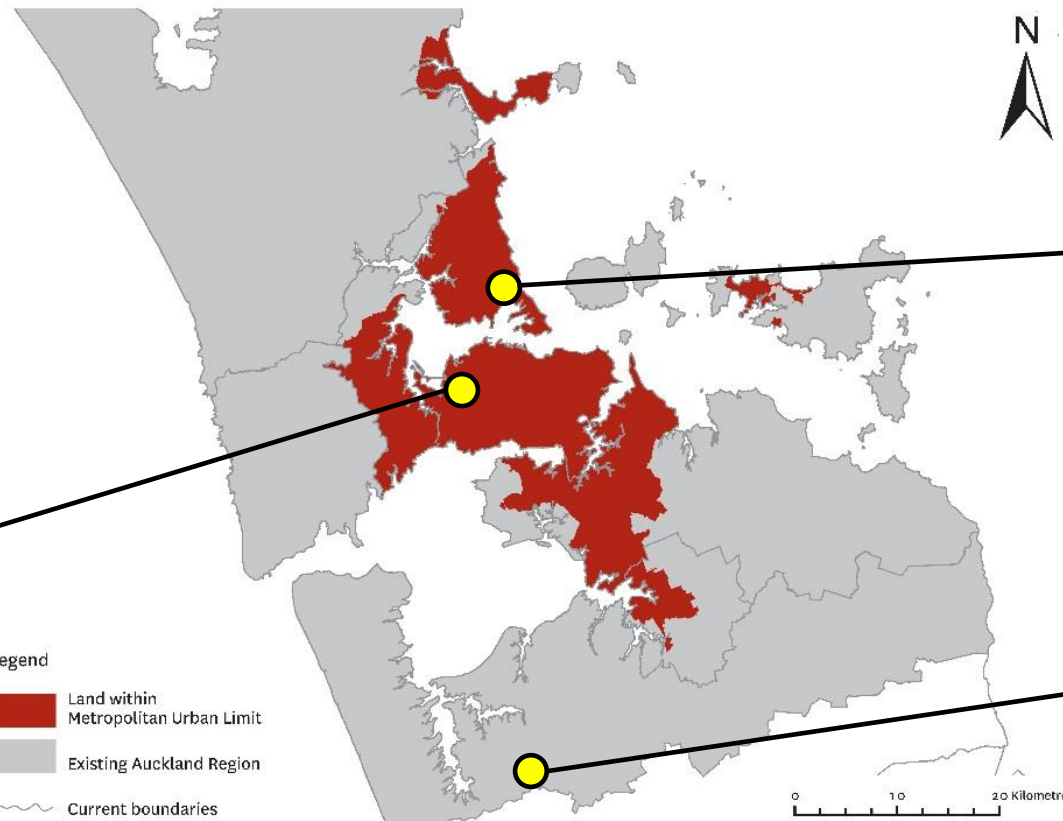 N
egend
Land within
Metropolitan Urban Limit
Existing Auckland Region
Current boundaries
0 10 20 Kilometre